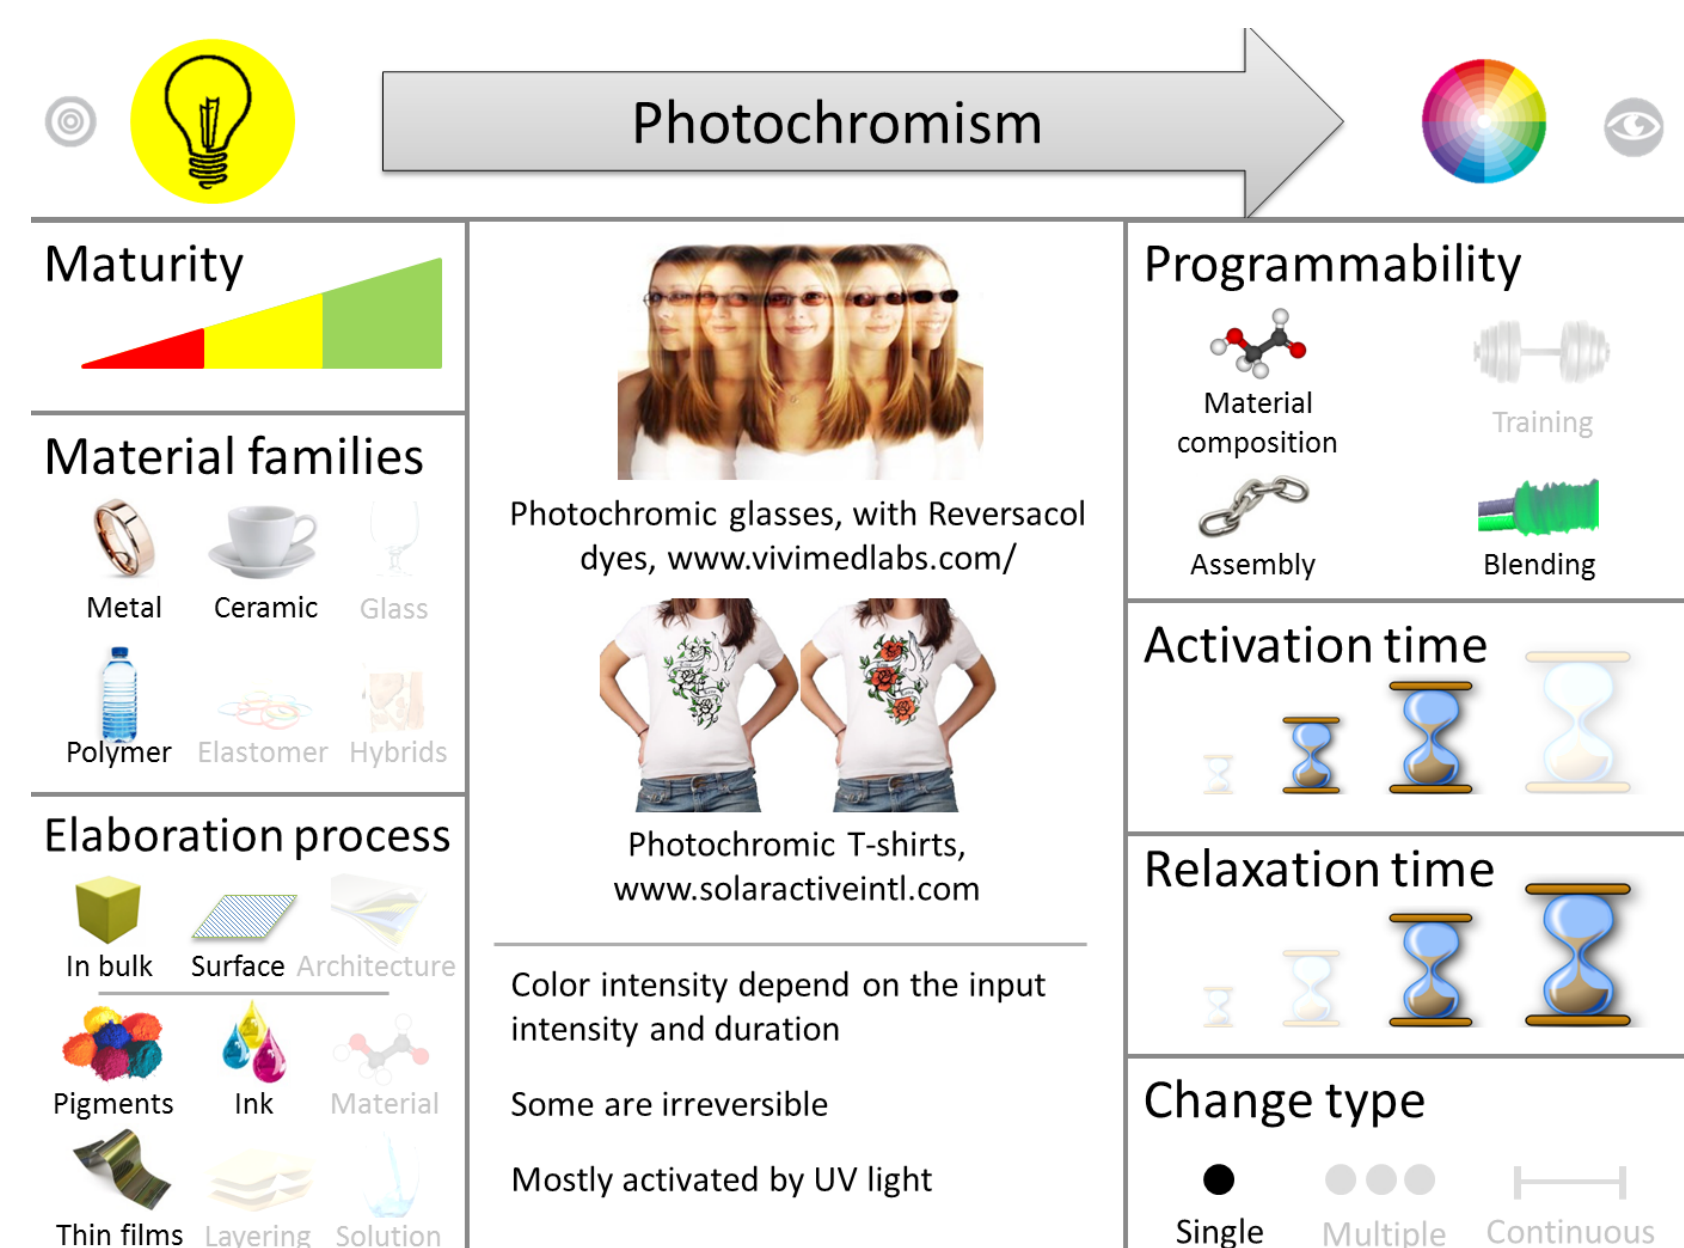 Photochromism
Maturity
Material families
Metal
Ceramic
Glass
Polymer
Elastomer
Hybrids
Elaboration process
In bulk
Surface
Architecture
Pigments
Ink
Material
Thin films
Layering
Solution
Photochromic glasses, with Reversacol
dyes, www.vivimedlabs.com/
Photochromic T-shirts,
www.solaractiveintl.com
Color intensity depend on the input
intensity and duration
Some are irreversible
Mostly activated by UV light
Programmability
Material
composition
Training
Assembly
Blending
Activation time
Relaxation time
Change type
Single
Multiple
Continuous